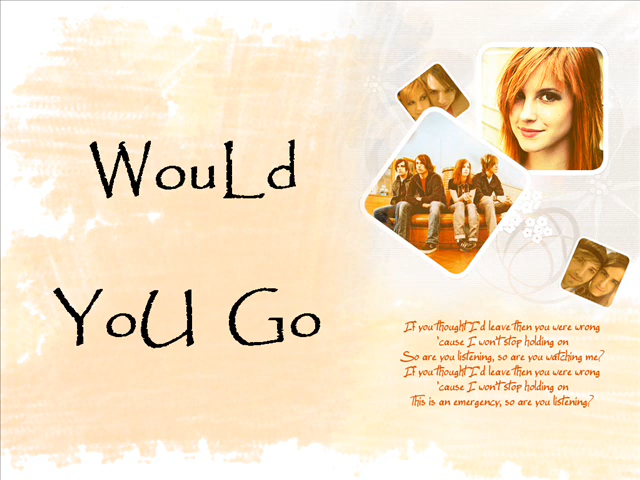 WouLd
YoU Go
If you thought I'd leave then you were wrong
'cause I won't stop holding on
So are you listening, so are you watching me?
If you thought I'd leave then you were wrong
'cause I won't stop holding on
This is an emergency, so are you listening?